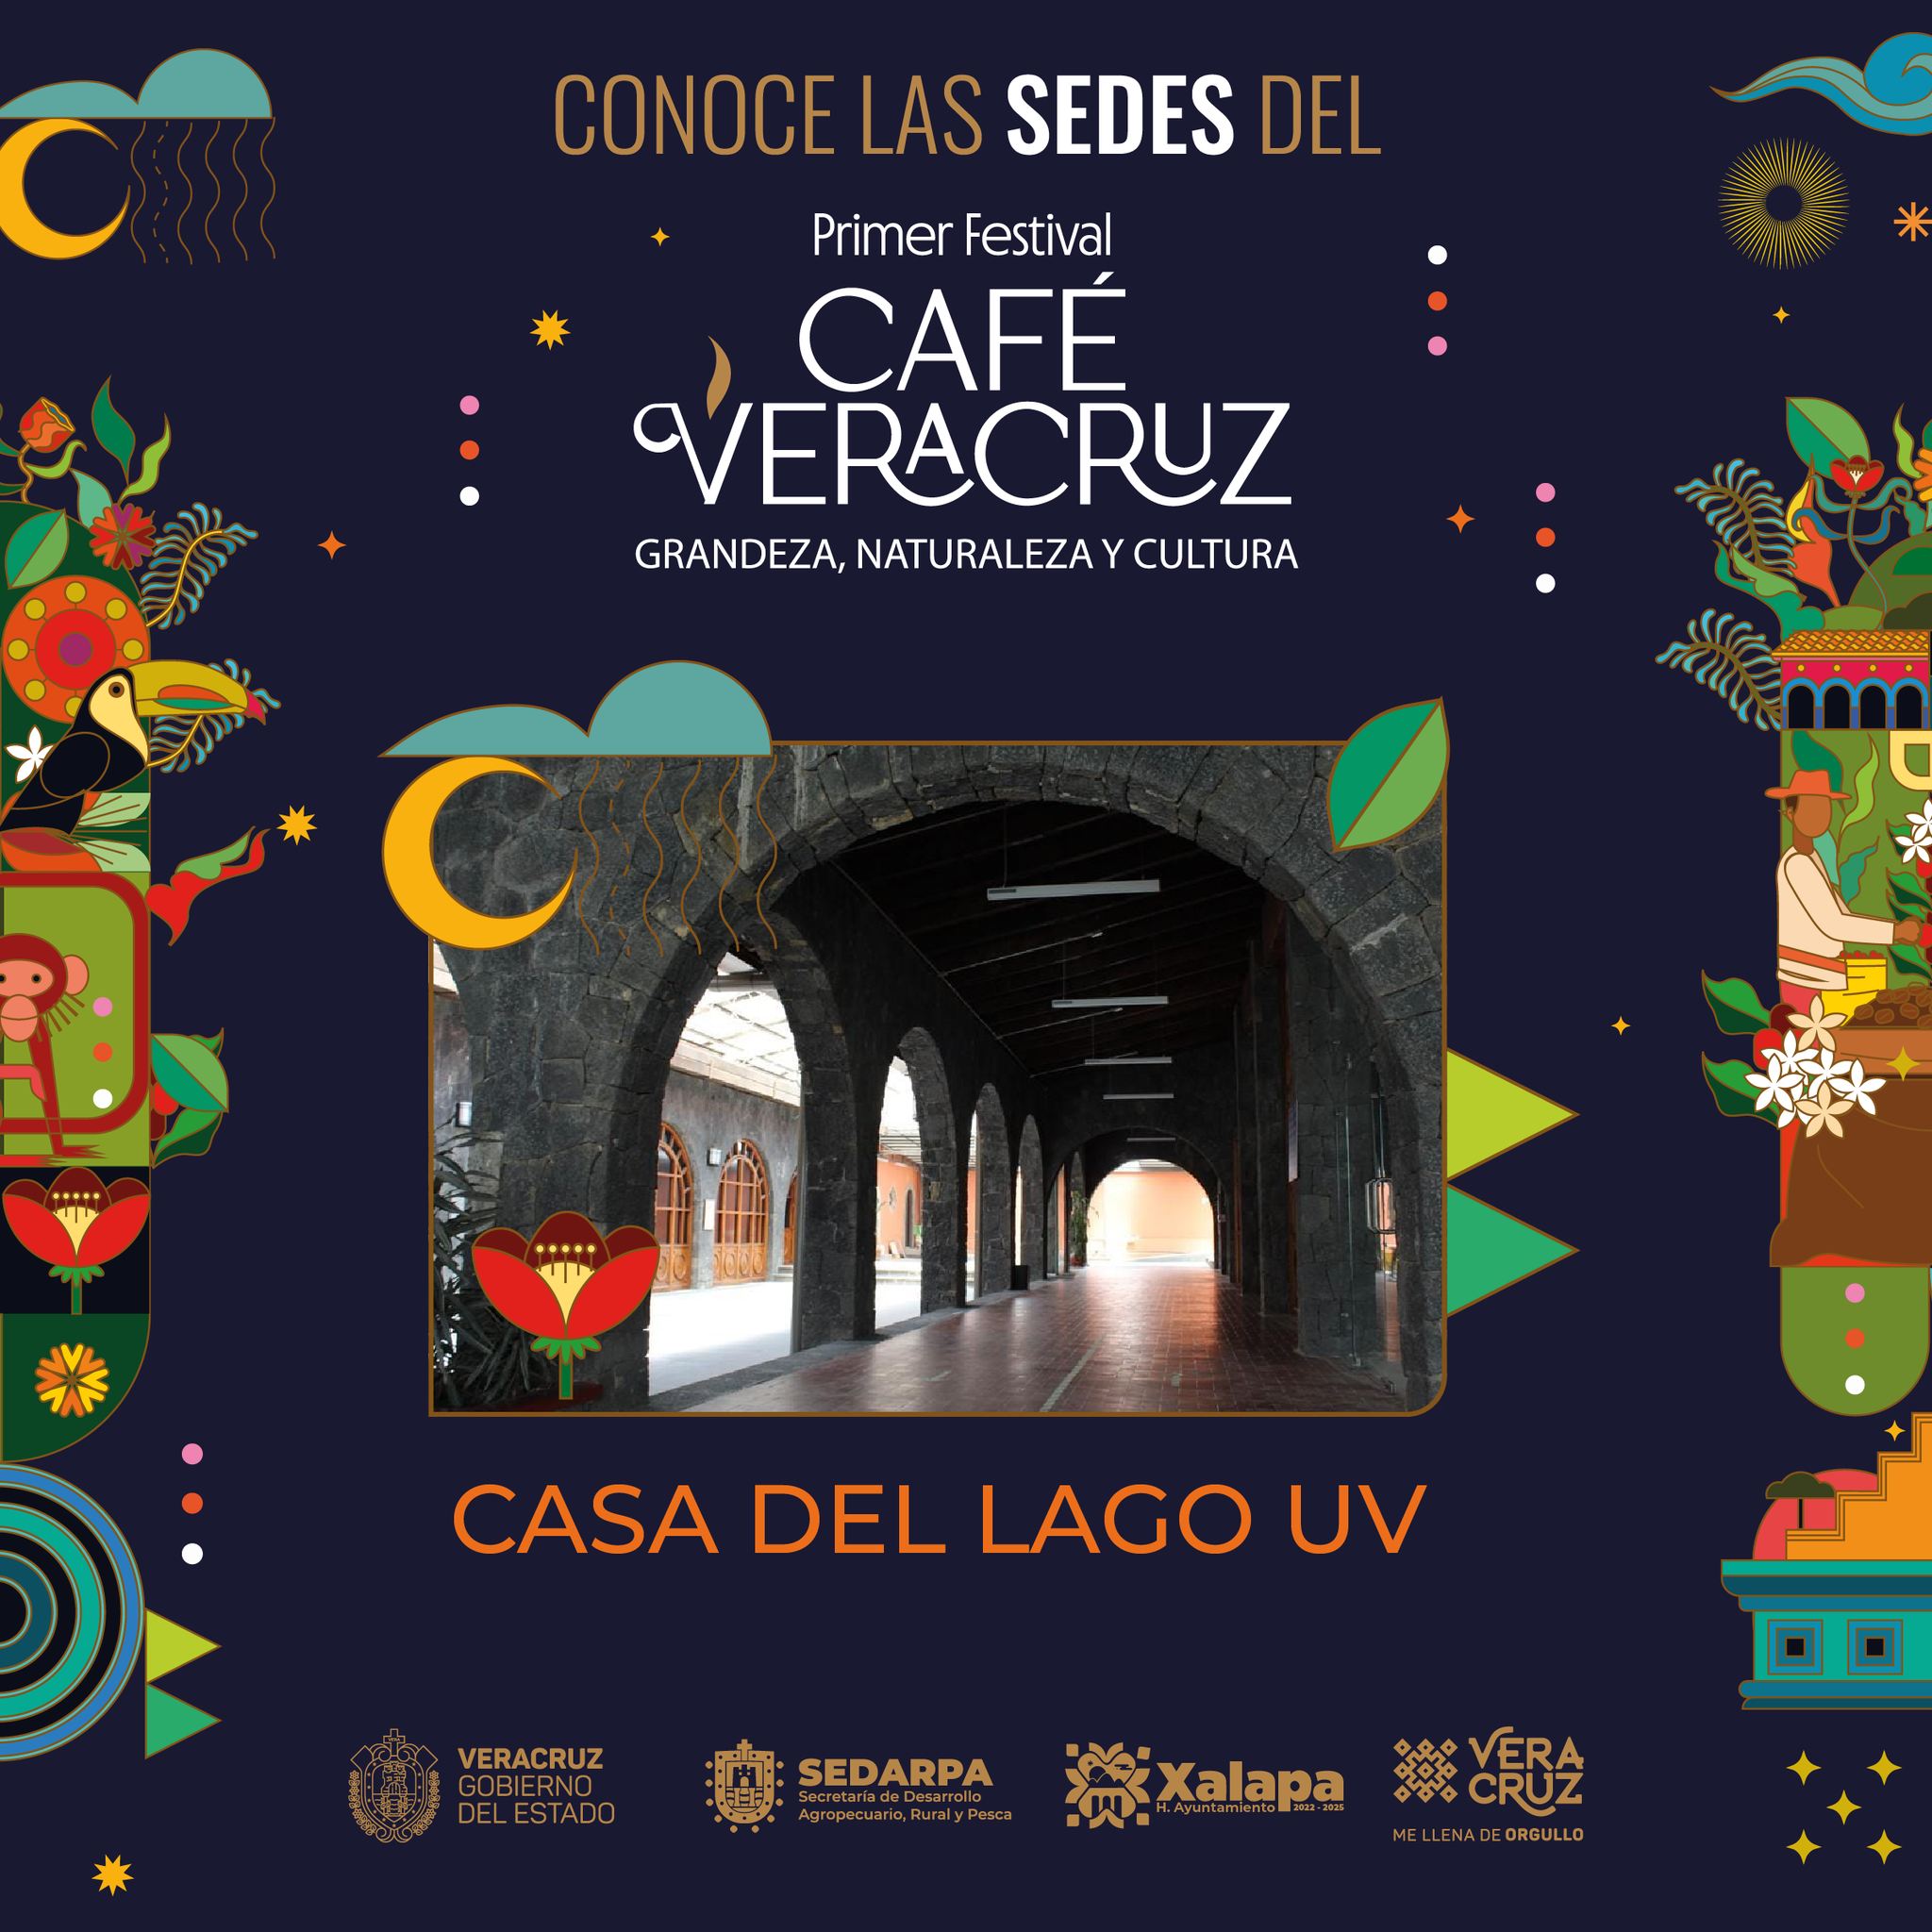 CONOCE LAS SEDES DEL
Primer Festival
CAFÉ
VERACRUZ
GRANDEZA, NATURALEZA Y CULTURA
CASA DEL LAGO UV
VERACRUZ
GOBIERNO
DEL ESTADO
SEDARPA
Secretaría de Desarrollo
Agropecuario, Rural y Pesca
Xalapa
H. Ayuntamiento 2022 - 2025
VERA
CRUZ
ME LLENA DE ORGULLO